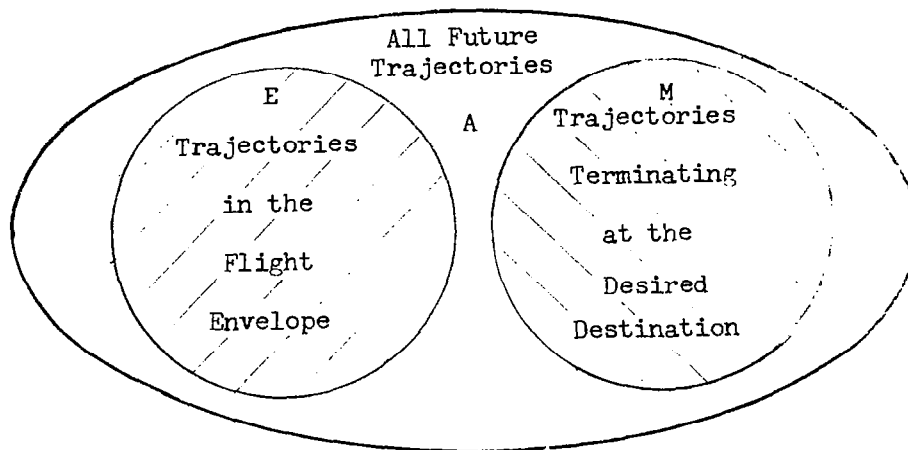 All Future
Trajectories
E
Trajectories
in the
Flight
Envelope
A
M
Trajectories
Terminating
at the
Desired
Destination